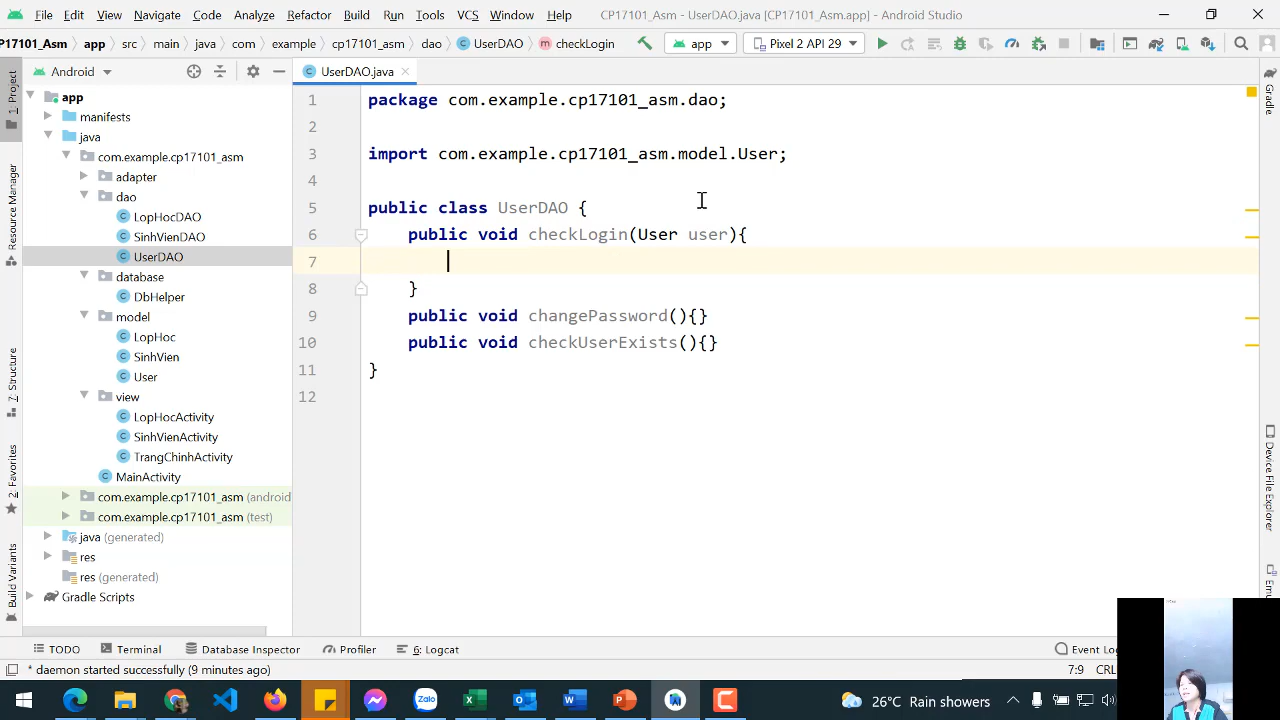 File Edit View Navigate Code Analyze Refactor Build Run Tools VCS Window Help CP17101_Asm - UserDAO.java [CP17101_Asm.app] - Android Studio
P17101_Asm app src main java com example cp17101_asm dao UserDAO checkLogin app Pixel 2 API 29
Android
UserDAO.java
1: Project
Resource Manager
7: Structure
2: Favorites
Build Variants
app
manifests
java
com.example.cp17101_asm
adapter
dao
LopHocDAO
SinhVienDAO
UserDAO
database
DbHelper
model
LopHoc
SinhVien
User
view
LopHocActivity
SinhVienActivity
TrangChinhActivity
MainActivity
com.example.cp17101_asm (android
com.example.cp17101_asm (test)
java (generated)
res
res (generated)
Gradle Scripts
1 package com.example.cp17101_asm.dao;
2
3 import com.example.cp17101_asm.model.User;
4
5 public class UserDAO {
6 public void checkLogin(User user){
7
8 }
9 public void changePassword(){}
10 public void checkUserExists(){}
11 }
12
Gradle
Device File Explorer
Emu
TODO Terminal Database Inspector Profiler 6: Logcat Event Log
* daemon started successfully (9 minutes ago) 7:9 CRL
Zalo 26°C Rain showers